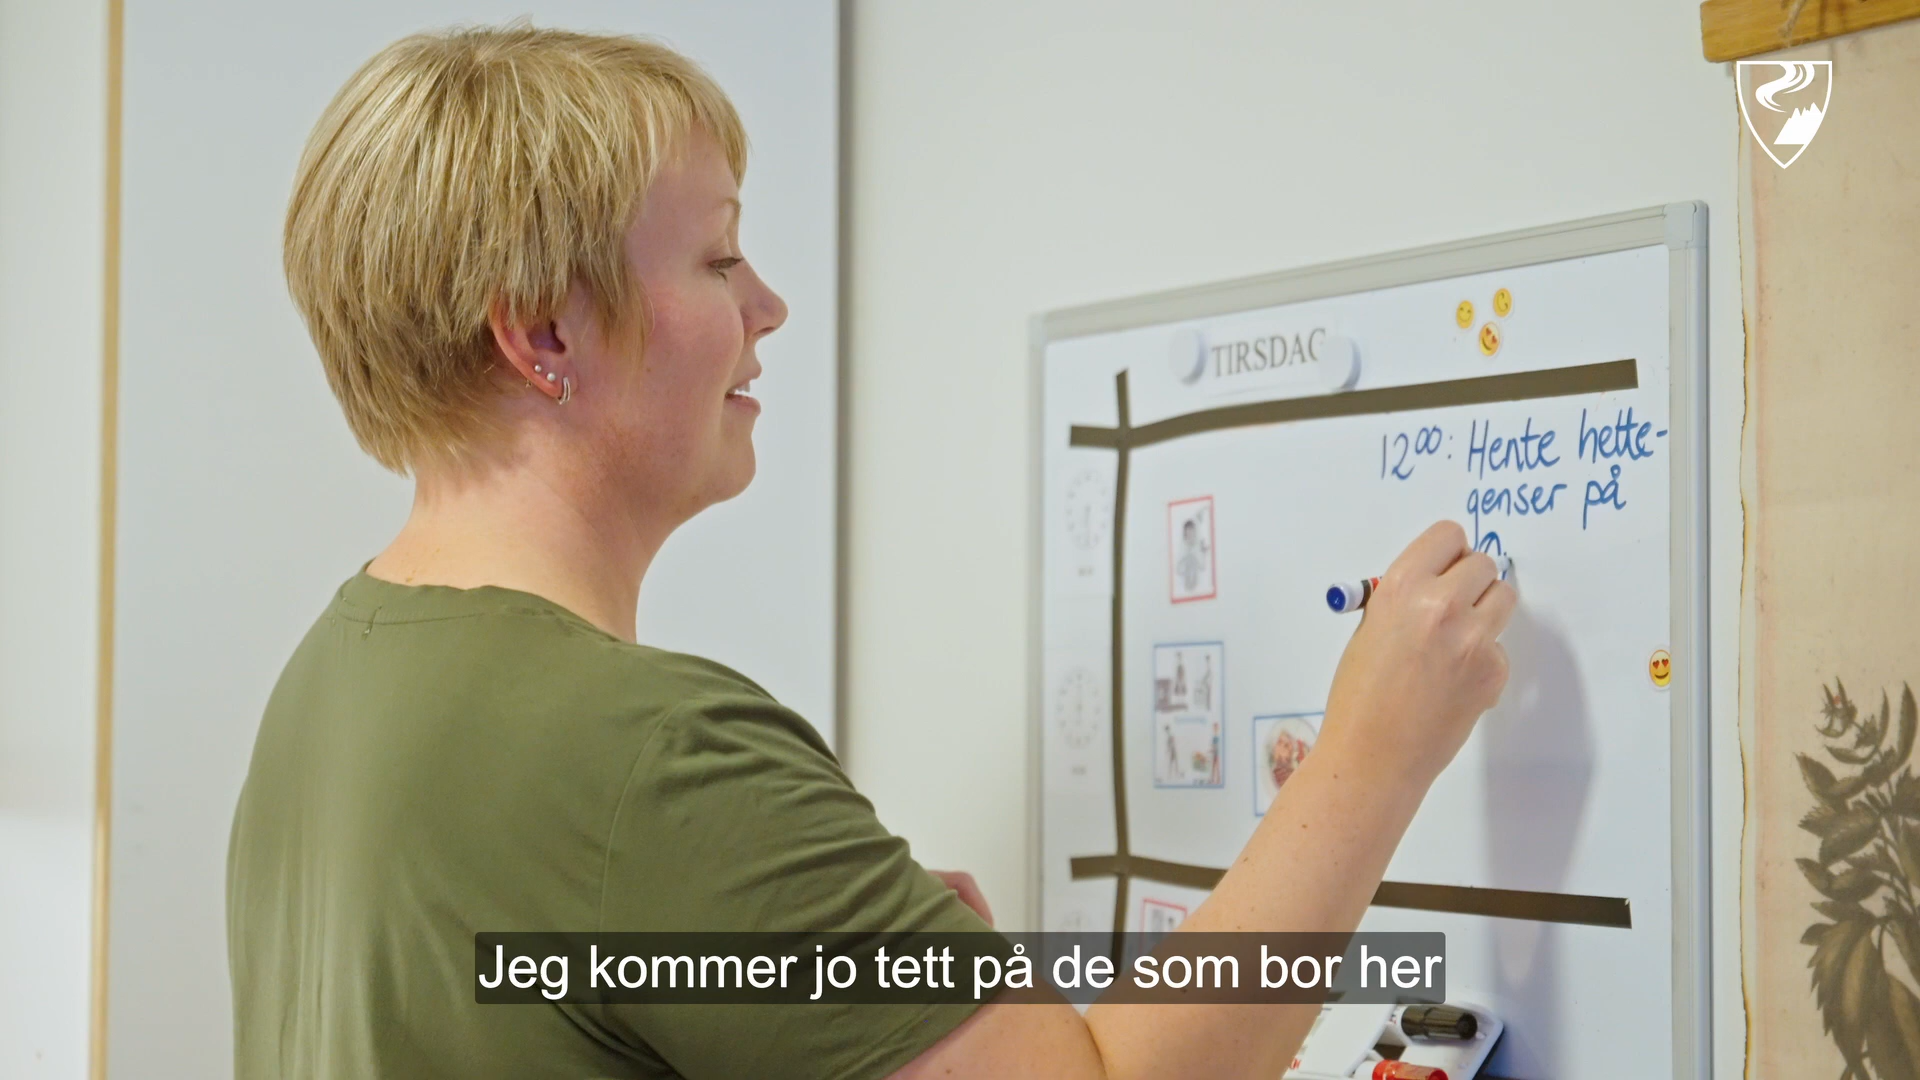 TIRSDAG
12⁰⁰: Hente hette-
genser på
Jeg kommer jo tett på de som bor her